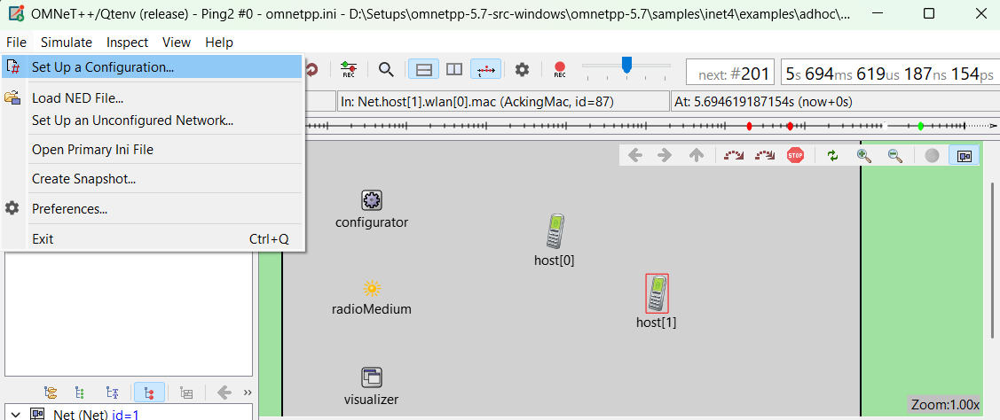 OMNeT++/Qtenv (release) - Ping2 #0 - omnetpp.ini - D:\Setups\omnetpp-5.7-src-windows\omnetpp-5.7\samples\inet4\examples\adhoc\...
File Simulate Inspect View Help
Set Up a Configuration...
Load NED File...
Set Up an Unconfigured Network...
Open Primary Ini File
Create Snapshot...
Preferences...
Exit Ctrl+Q
REC
REC
next: #201
5s 694ms 619us 187ns 154ps
In: Net.host[1].wlan[0].mac (AckingMac, id=87)
At: 5.694619187154s (now+0s)
STOP
configurator
host[0]
radioMedium
host[1]
visualizer
Zoom:1.00x
Net (Net) id=1